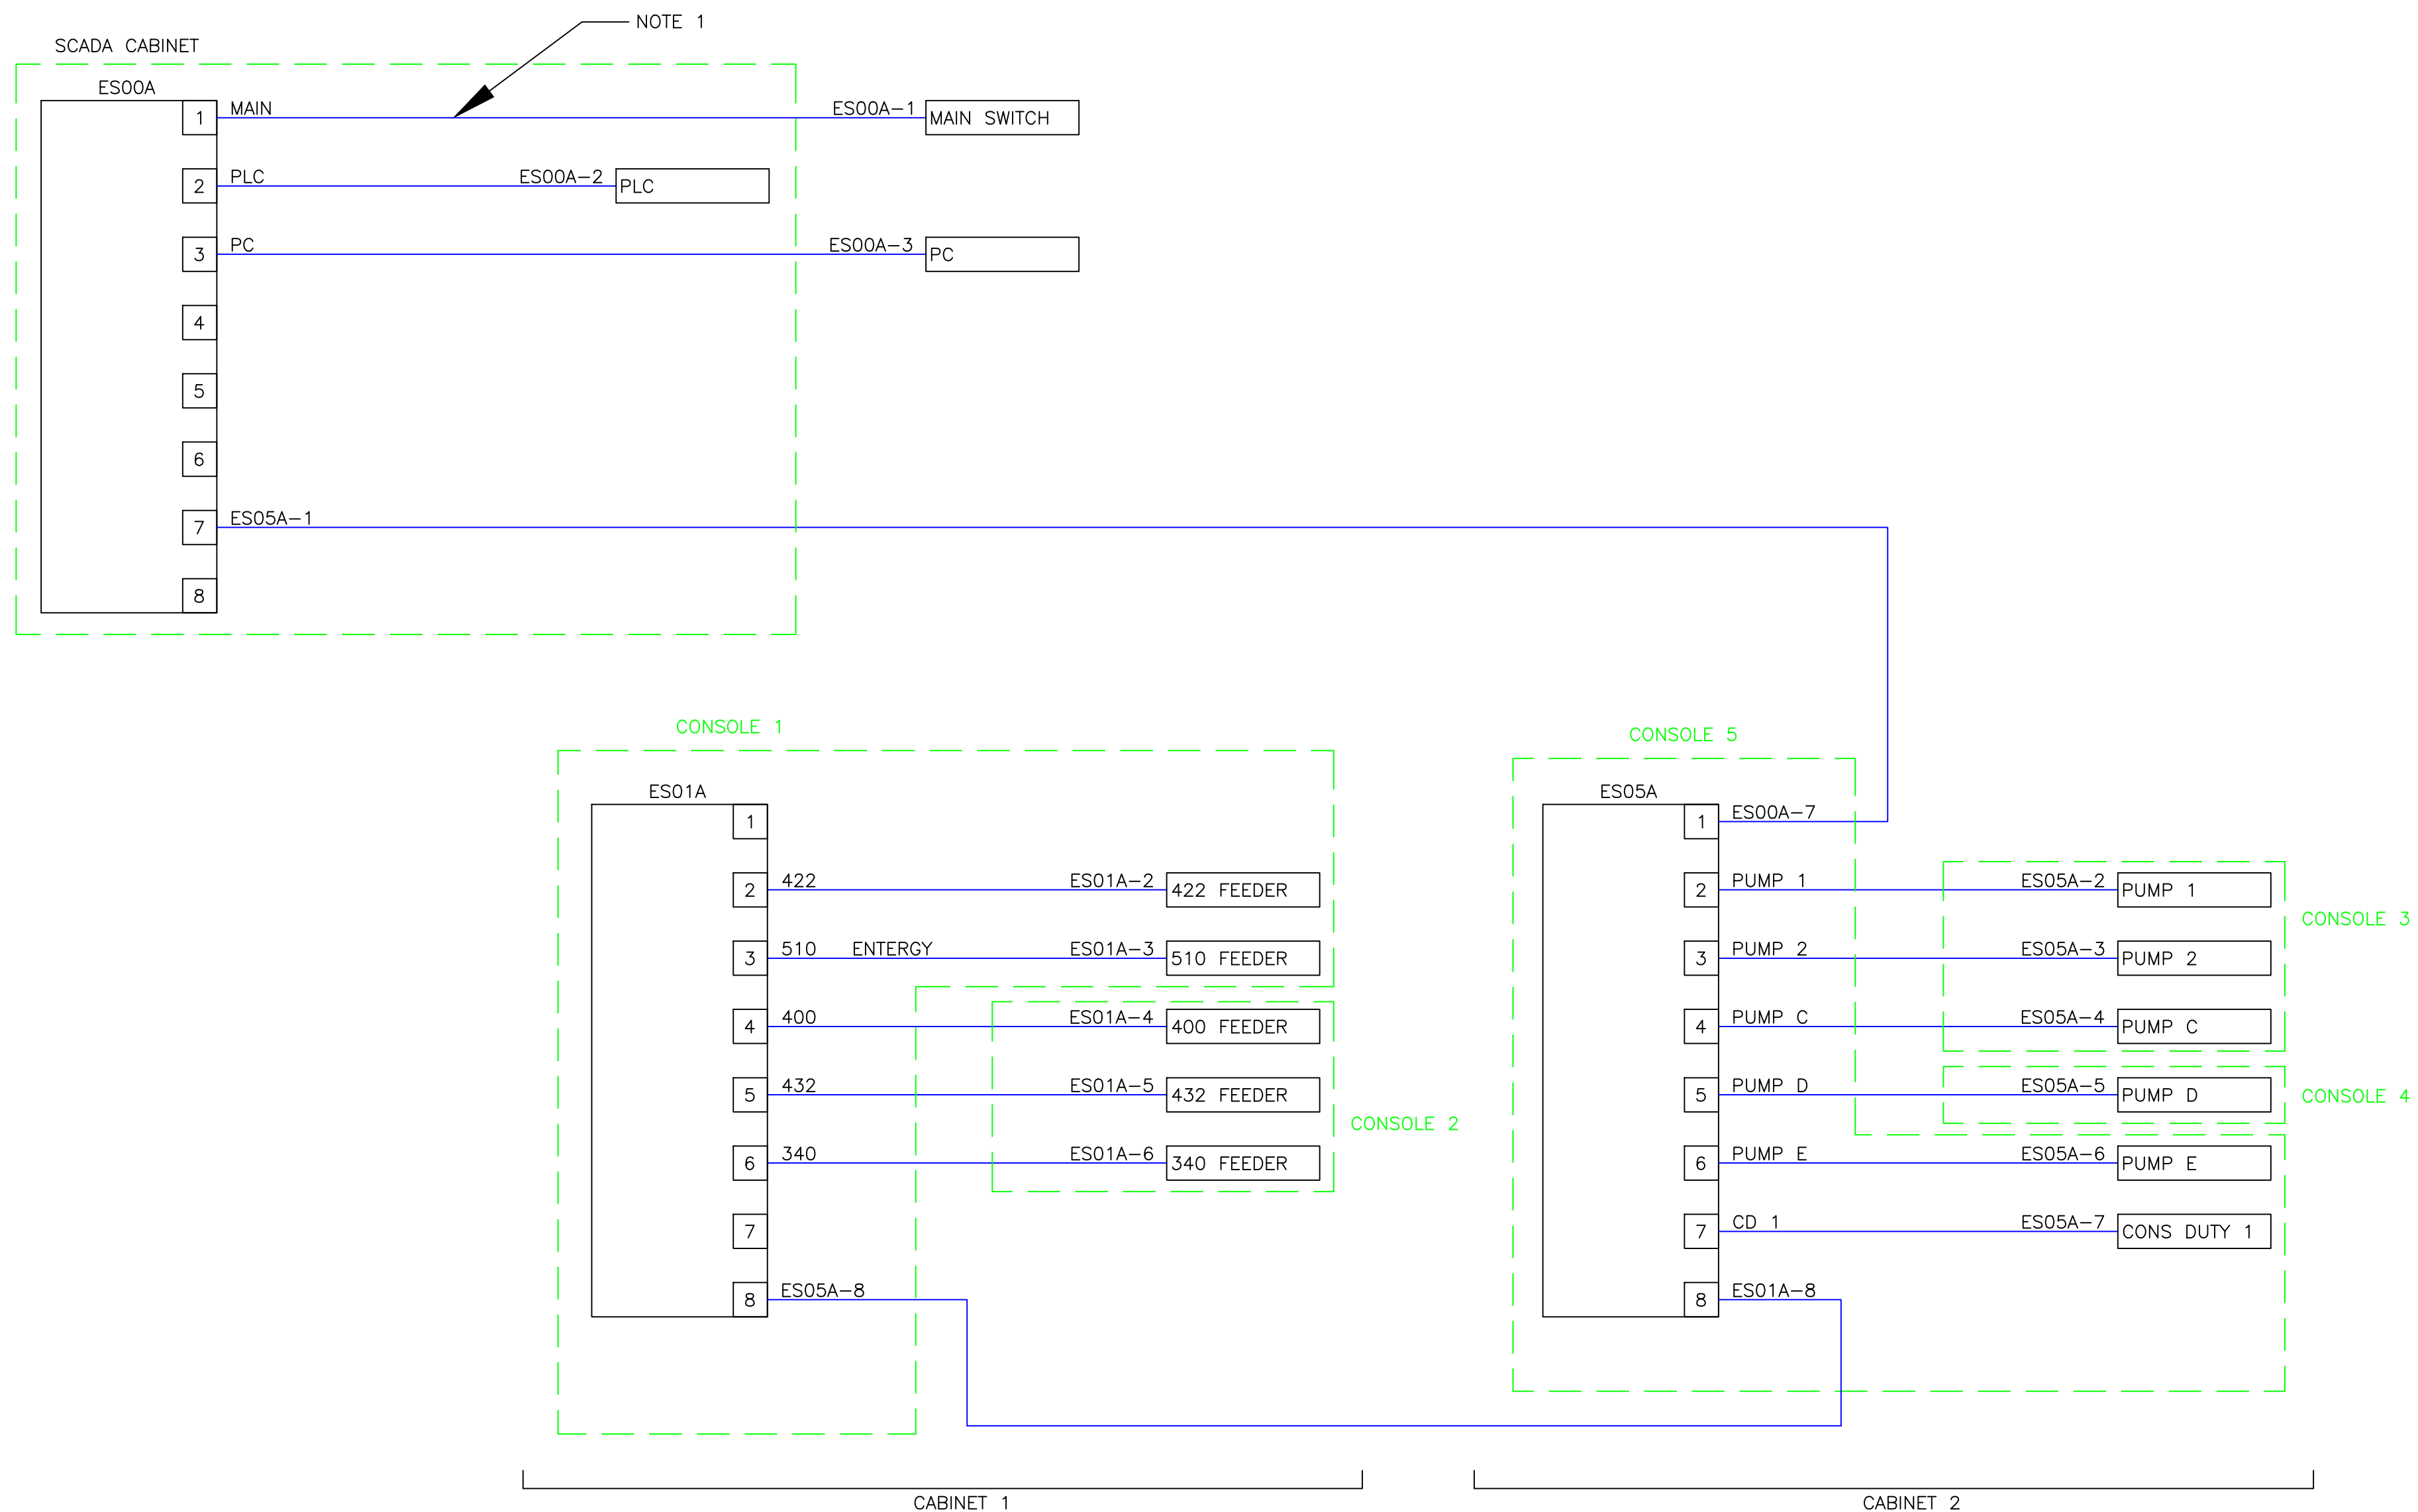 NOTE 1
SCADA CABINET
ES00A
1 MAIN ES00A-1 MAIN SWITCH
2 PLC ES00A-2 PLC
3 PC ES00A-3 PC
4
5
6
7 ES05A-1
8
CONSOLE 1
ES01A
1
2 422 ES01A-2 422 FEEDER
3 510 ENTERGY ES01A-3 510 FEEDER
4 400 ES01A-4 400 FEEDER
5 432 ES01A-5 432 FEEDER
6 340 ES01A-6 340 FEEDER
7
8 ES05A-8
CONSOLE 2
CABINET 1
CONSOLE 5
ES05A
1 ES00A-7
2 PUMP 1 ES05A-2 PUMP 1
3 PUMP 2 ES05A-3 PUMP 2
4 PUMP C ES05A-4 PUMP C
5 PUMP D ES05A-5 PUMP D
6 PUMP E ES05A-6 PUMP E
7 CD 1 ES05A-7 CONS DUTY 1
8 ES01A-8
CONSOLE 3
CONSOLE 4
CABINET 2